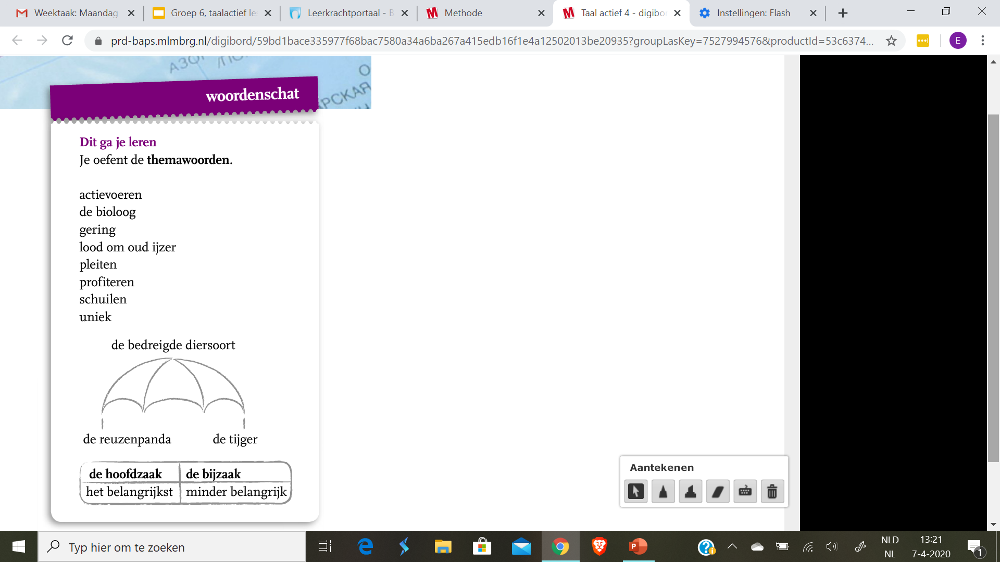 Weektaak: Maandag
Groep 6, taalactief les
Leerkrachtportaal - B
Methode
Taal actief 4 - digibo
Instellingen: Flash
prd-baps.mlmbrg.nl/digibord/59bd1bace335977f68bac7580a34a6ba267a415edb16f1e4a12502013be20935?groupLasKey=7527994576&productId=53c6374...
E
woordenschat
Dit ga je leren
Je oefent de themawoorden.
actievoeren
de bioloog
gering
lood om oud ijzer
pleiten
profiteren
schuilen
uniek
de bedreigde diersoort
de reuzenpanda de tijger
de hoofdzaak de bijzaak
het belangrijkst minder belangrijk
Aantekenen
Typ hier om te zoeken
NLD
NL
13:21
7-4-2020
1